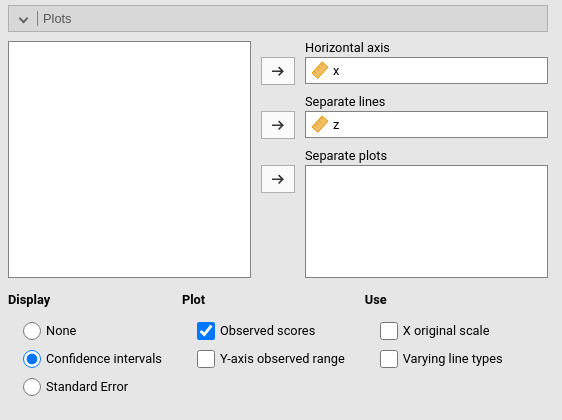 Plots
Horizontal axis
x
Separate lines
z
Separate plots
Display Plot Use
None Observed scores X original scale
Confidence intervals Y-axis observed range Varying line types
Standard Error